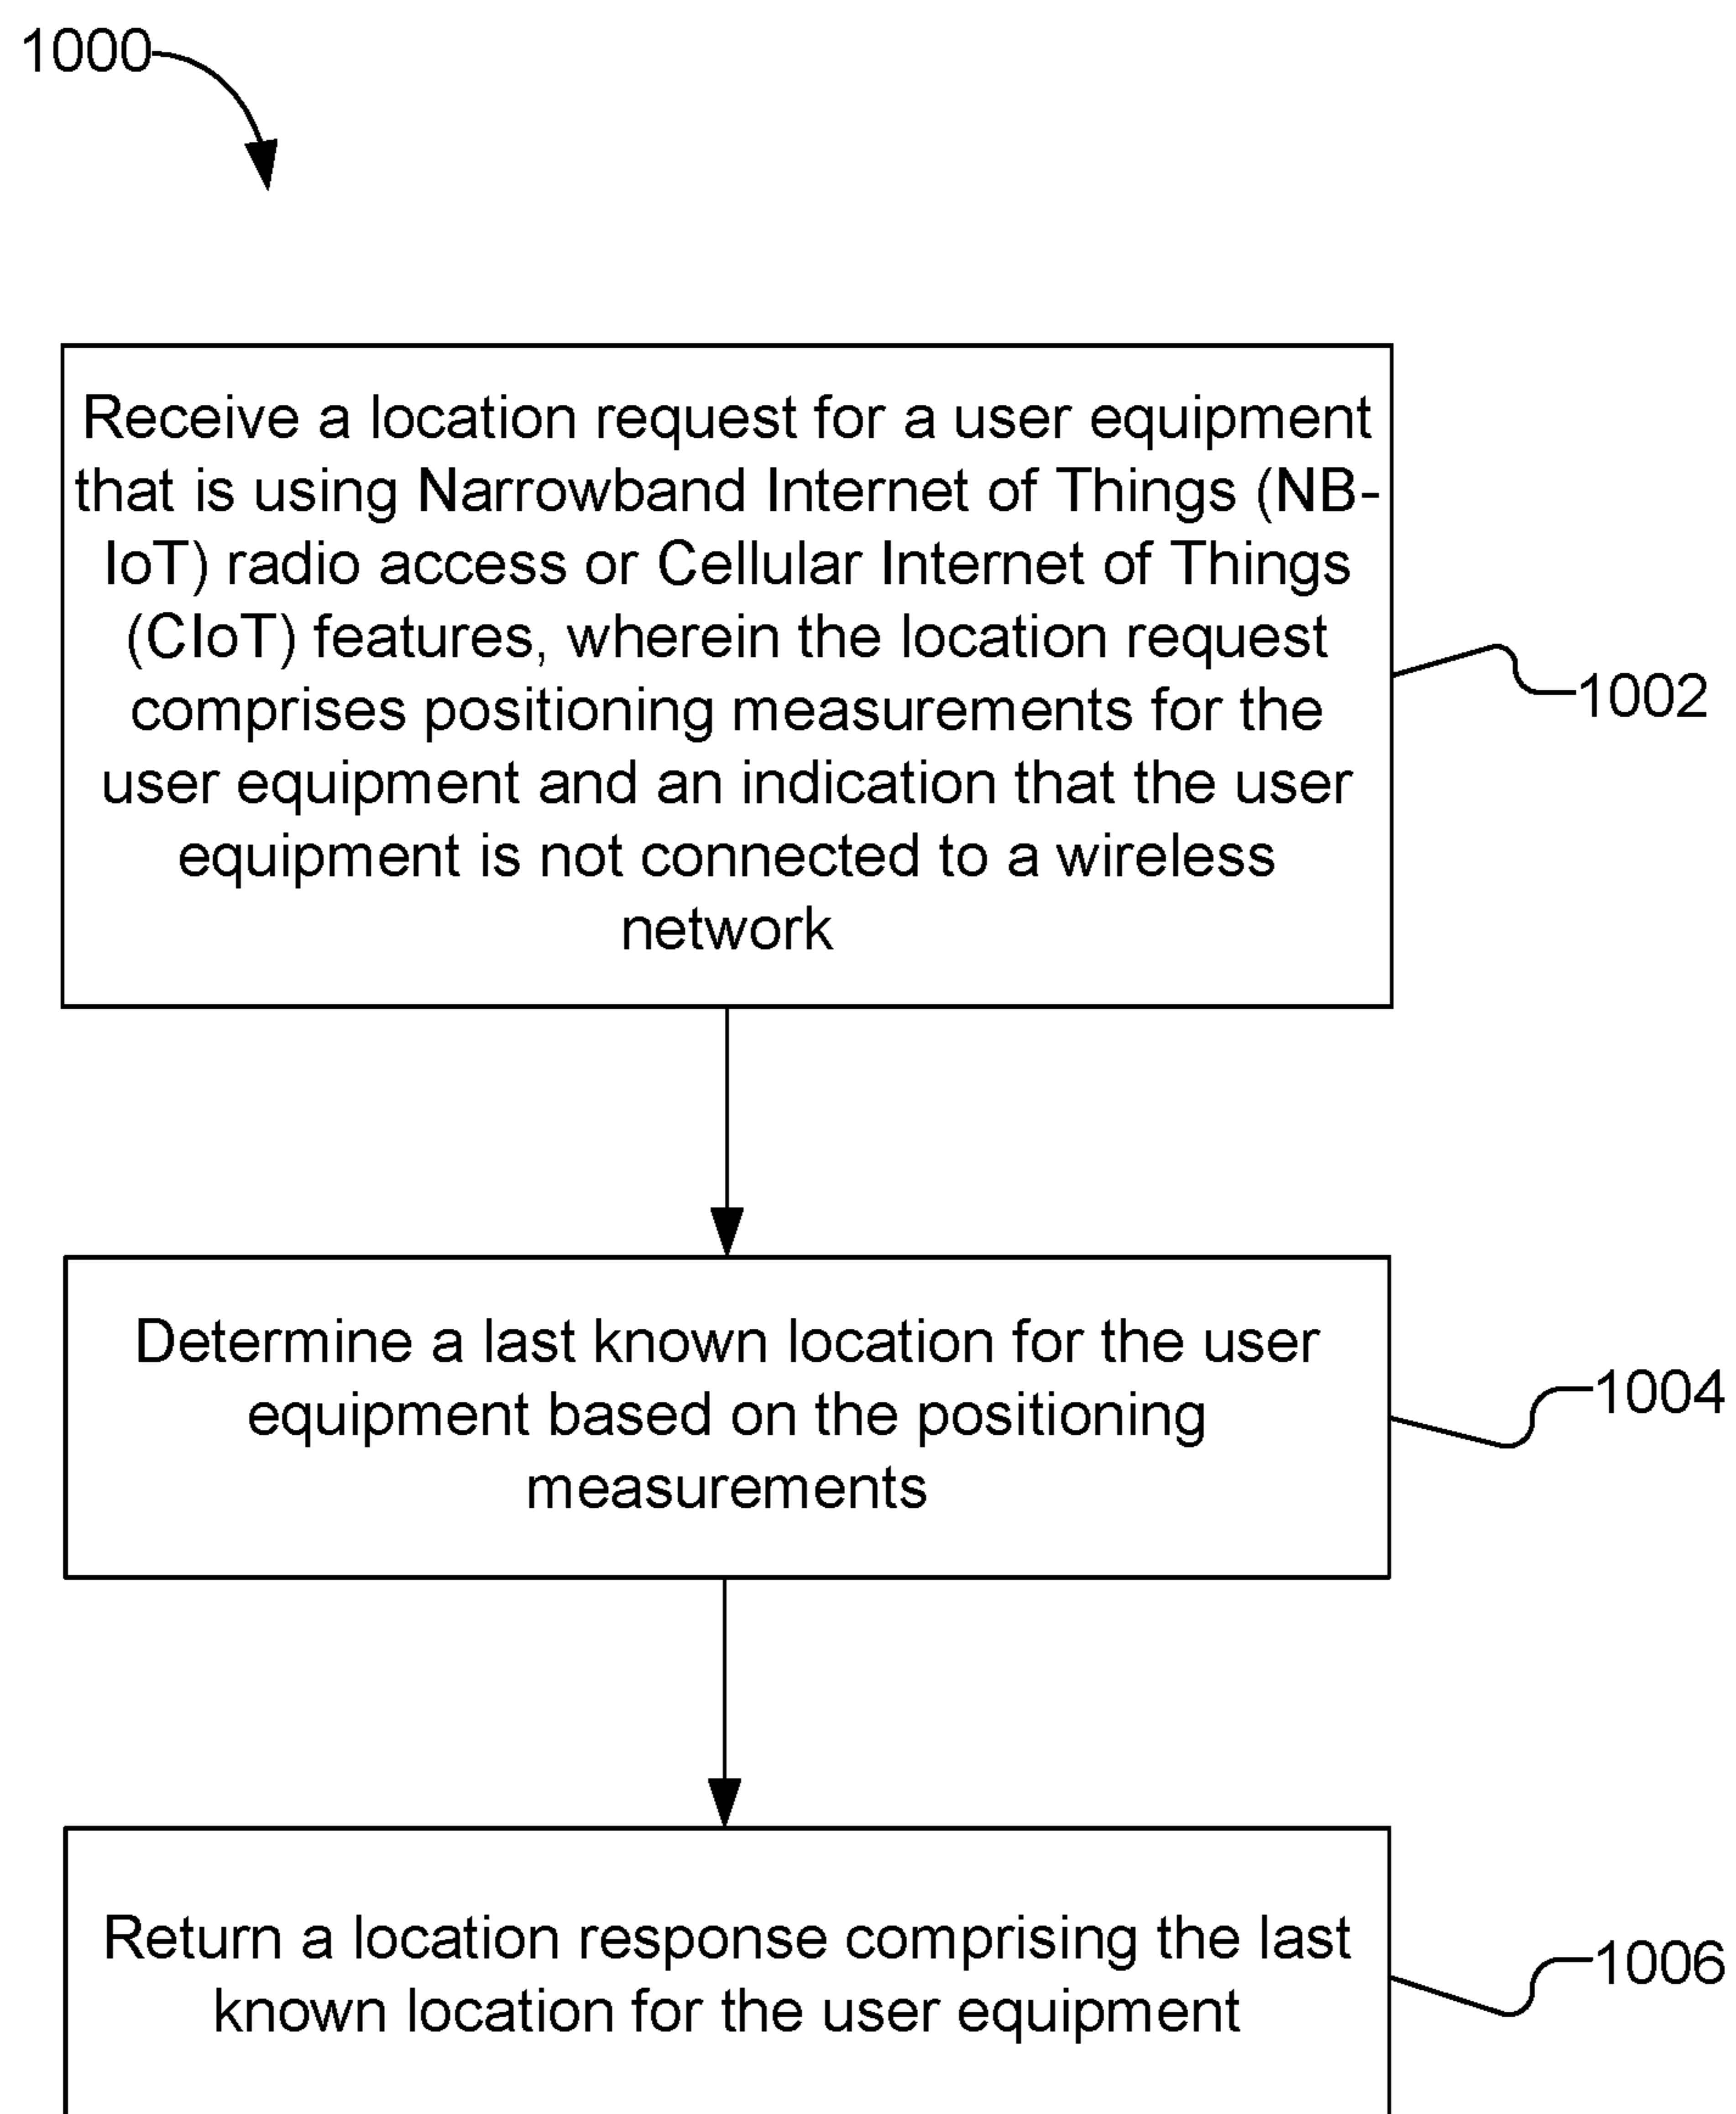 1000
Receive a location request for a user equipment
that is using Narrowband Internet of Things (NB-
IoT) radio access or Cellular Internet of Things
(CIoT) features, wherein the location request
comprises positioning measurements for the
user equipment and an indication that the user
equipment is not connected to a wireless
network
1002
Determine a last known location for the user
equipment based on the positioning
measurements
1004
Return a location response comprising the last
known location for the user equipment
1006